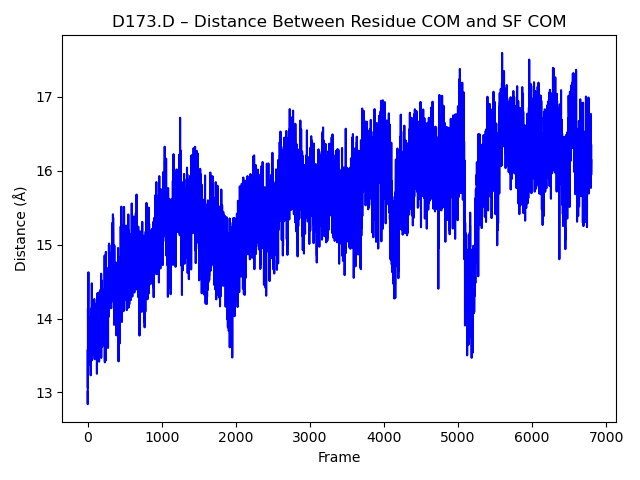 D173.D – Distance Between Residue COM and SF COM
17
16
15
14
13
Distance (Å)
0 1000 2000 3000 4000 5000 6000 7000
Frame